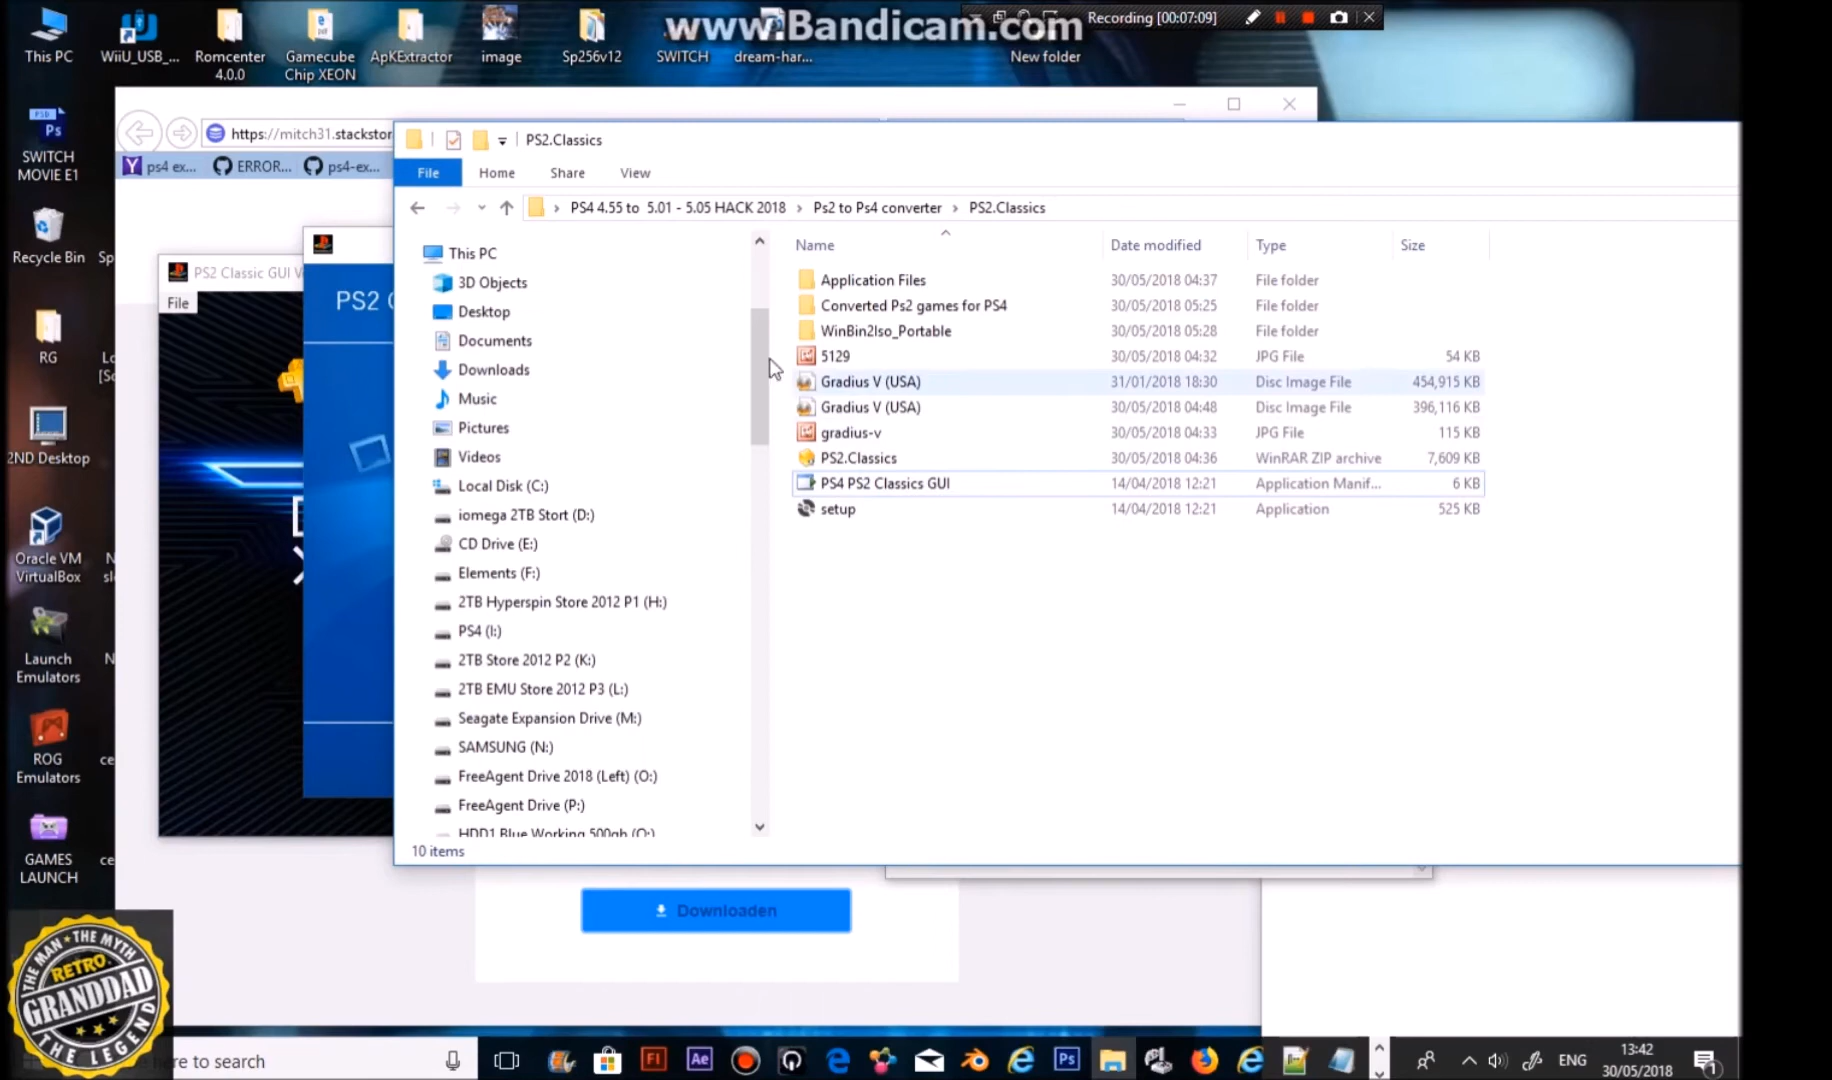 www.Bandicam.com
Recording [00:07:09]
This PC
WiiU_USB_...
Romcenter 4.0.0
Gamecube Chip XEON
ApKExtractor
image
Sp256v12
SWITCH
dream-har...
New folder
SWITCH MOVIE E1
Recycle Bin
Sp
RG
2ND Desktop
Oracle VM VirtualBox
Launch Emulators
ROG Emulators
GAMES LAUNCH
https://mitch31.stackstor
ps4 ex...
ERROR...
ps4-ex...
PS2 Classic GUI V
File
PS2
PS2.Classics
File
Home
Share
View
PS4 4.55 to 5.01 - 5.05 HACK 2018 > Ps2 to Ps4 converter > PS2.Classics
This PC
3D Objects
Desktop
Documents
Downloads
Music
Pictures
Videos
Local Disk (C:)
iomega 2TB Stort (D:)
CD Drive (E:)
Elements (F:)
2TB Hyperspin Store 2012 P1 (H:)
PS4 (I:)
2TB Store 2012 P2 (K:)
2TB EMU Store 2012 P3 (L:)
Seagate Expansion Drive (M:)
SAMSUNG (N:)
FreeAgent Drive 2018 (Left) (O:)
FreeAgent Drive (P:)
HDD1 Blue Working 500gb (Q:)
Name Date modified Type Size
Application Files 30/05/2018 04:37 File folder
Converted Ps2 games for PS4 30/05/2018 05:25 File folder
WinBin2Iso_Portable 30/05/2018 05:28 File folder
5129 30/05/2018 04:32 JPG File 54 KB
Gradius V (USA) 31/01/2018 18:30 Disc Image File 454,915 KB
Gradius V (USA) 30/05/2018 04:48 Disc Image File 396,116 KB
gradius-v 30/05/2018 04:33 JPG File 115 KB
PS2.Classics 30/05/2018 04:36 WinRAR ZIP archive 7,609 KB
PS4 PS2 Classics GUI 14/04/2018 12:21 Application Manif... 6 KB
setup 14/04/2018 12:21 Application 525 KB
10 items
Downloaden
THE MAN THE MYTH
RETRO
GRANDDAD
THE LEGEND
here to search
ENG
13:42
30/05/2018